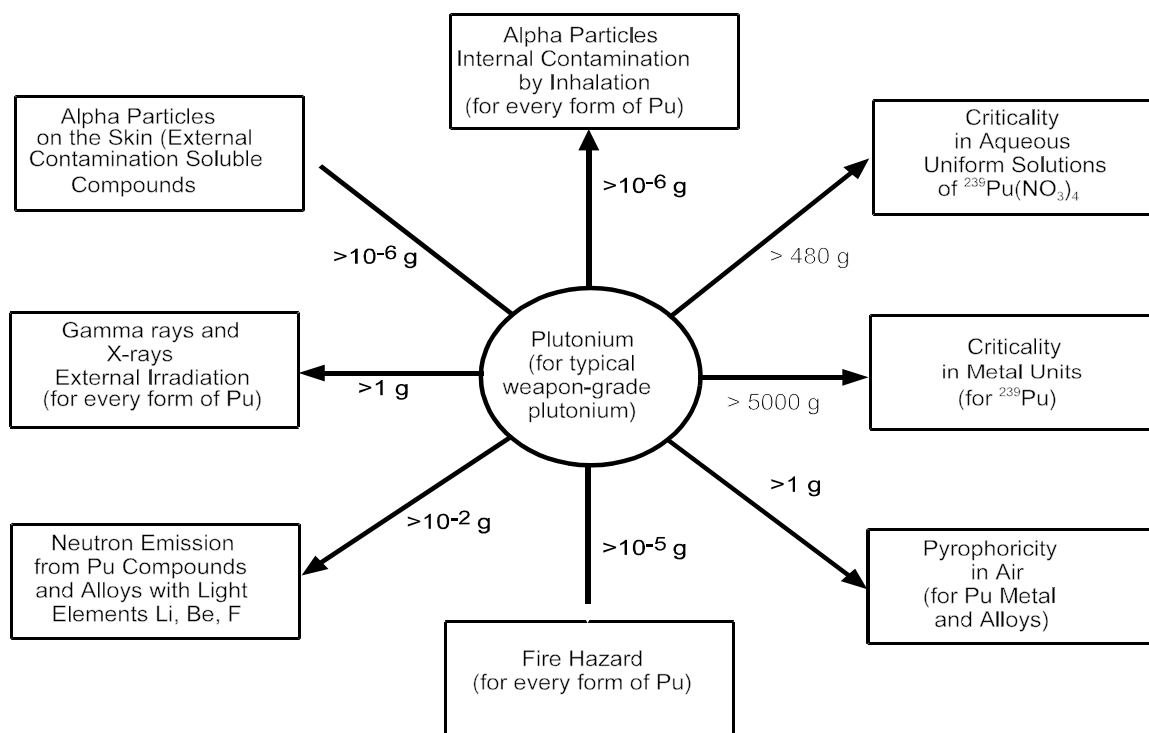 Alpha Particles
Internal Contamination
by Inhalation
(for every form of Pu)
Alpha Particles
on the Skin (External
Contamination Soluble
Compounds
Criticality
in Aqueous
Uniform Solutions
of ²³⁹Pu(NO₃)₄
>10-6 g
>10-6 g
> 480 g
Gamma rays and
X-rays
External Irradiation
(for every form of Pu)
>1 g
Plutonium
(for typical
weapon-grade
plutonium)
> 5000 g
Criticality
in Metal Units
(for ²³⁹Pu)
>10-2 g
>10-5 g
>1 g
Neutron Emission
from Pu Compounds
and Alloys with Light
Elements Li, Be, F
Fire Hazard
(for every form of Pu)
Pyrophoricity
in Air
(for Pu Metal
and Alloys)